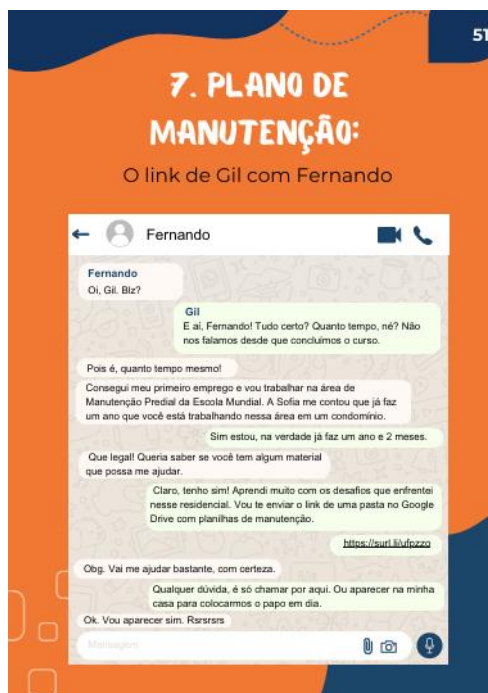 51
7. PLANO DE
MANUTENÇÃO:
O link de Gil com Fernando
Fernando
Fernando
Oi, Gil. Blz?
Gil
E ai, Fernando! Tudo certo? Quanto tempo, né? Não
nos falamos desde que concluímos o curso.
Pois é, quanto tempo mesmo!
Consegui meu primeiro emprego e vou trabalhar na área de
Manutenção Predial da Escola Mundial. A Sofia me contou que já faz
um ano que você está trabalhando nessa área em um condomínio.
Sim estou, na verdade já faz um ano e 2 meses.
Que legal! Queria saber se você tem algum material
que possa me ajudar.
Claro, tenho sim! Aprendi muito com os desafios que enfrentei
nesse residencial. Vou te enviar o link de uma pasta no Google
Drive com planilhas de manutenção.
https://surl.li/ufpzzo
Obg. Vai me ajudar bastante, com certeza.
Qualquer dúvida, é só chamar por aqui. Ou aparecer na minha
casa para colocarmos o papo em dia.
Ok. Vou aparecer sim. Rsrsrsrs
Mensagem